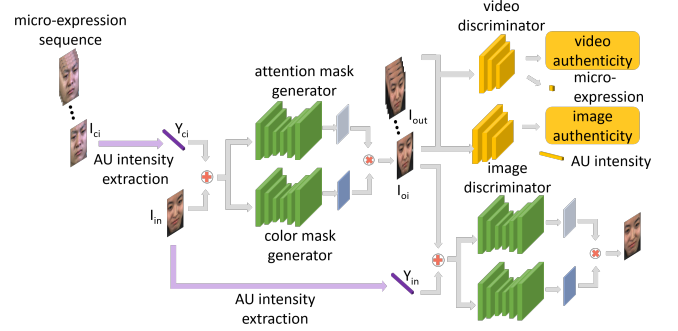 micro-expression
sequence
I_ci
AU intensity
extraction
Y_ci
I_in
attention mask
generator
color mask
generator
AU intensity
extraction
Y_in
I_out
I_oi
video
discriminator
video
authenticity
micro-
expression
image
authenticity
AU intensity
image
discriminator